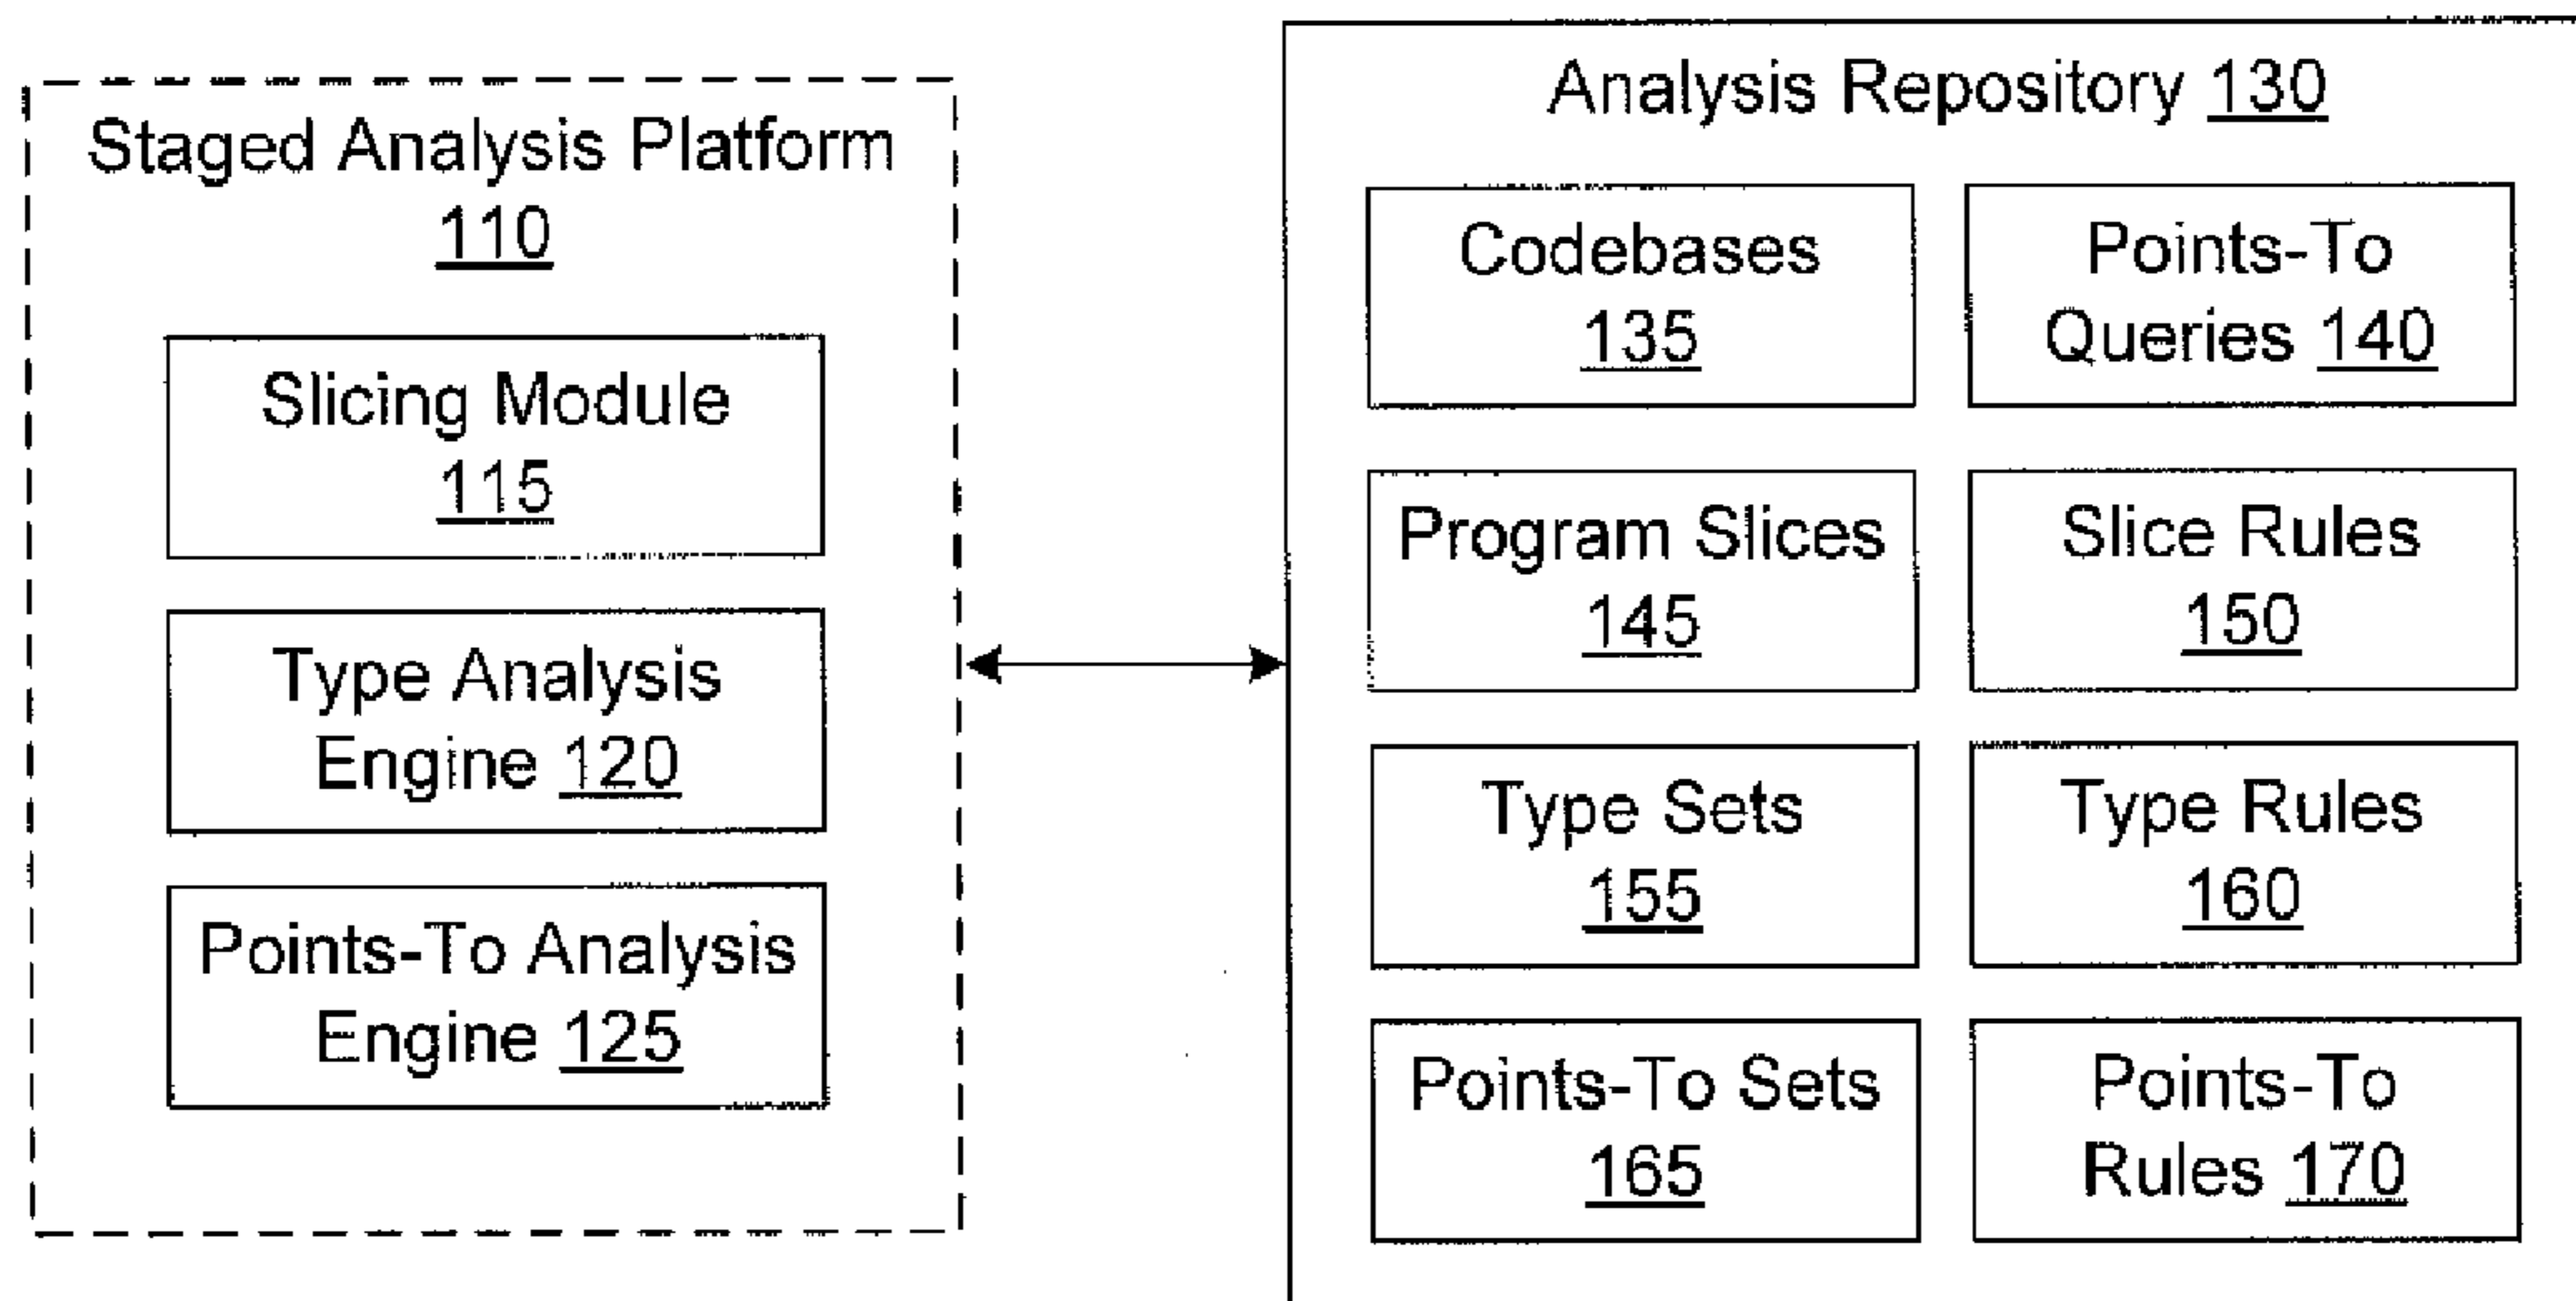 Staged Analysis Platform
110
Slicing Module
115
Type Analysis
Engine 120
Points-To Analysis
Engine 125
Analysis Repository 130
Codebases
135
Points-To
Queries 140
Program Slices
145
Slice Rules
150
Type Sets
155
Type Rules
160
Points-To Sets
165
Points-To
Rules 170